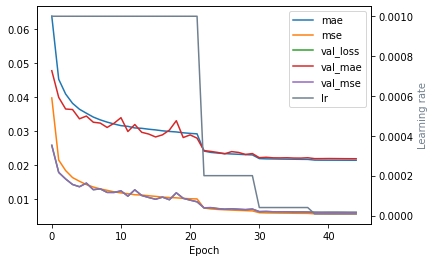 0.06
0.05
0.04
0.03
0.02
0.01
0
10
20
30
40
Epoch
0.0010
0.0008
0.0006
0.0004
0.0002
0.0000
Learning rate
mae
mse
val_loss
val_mae
val_mse
lr